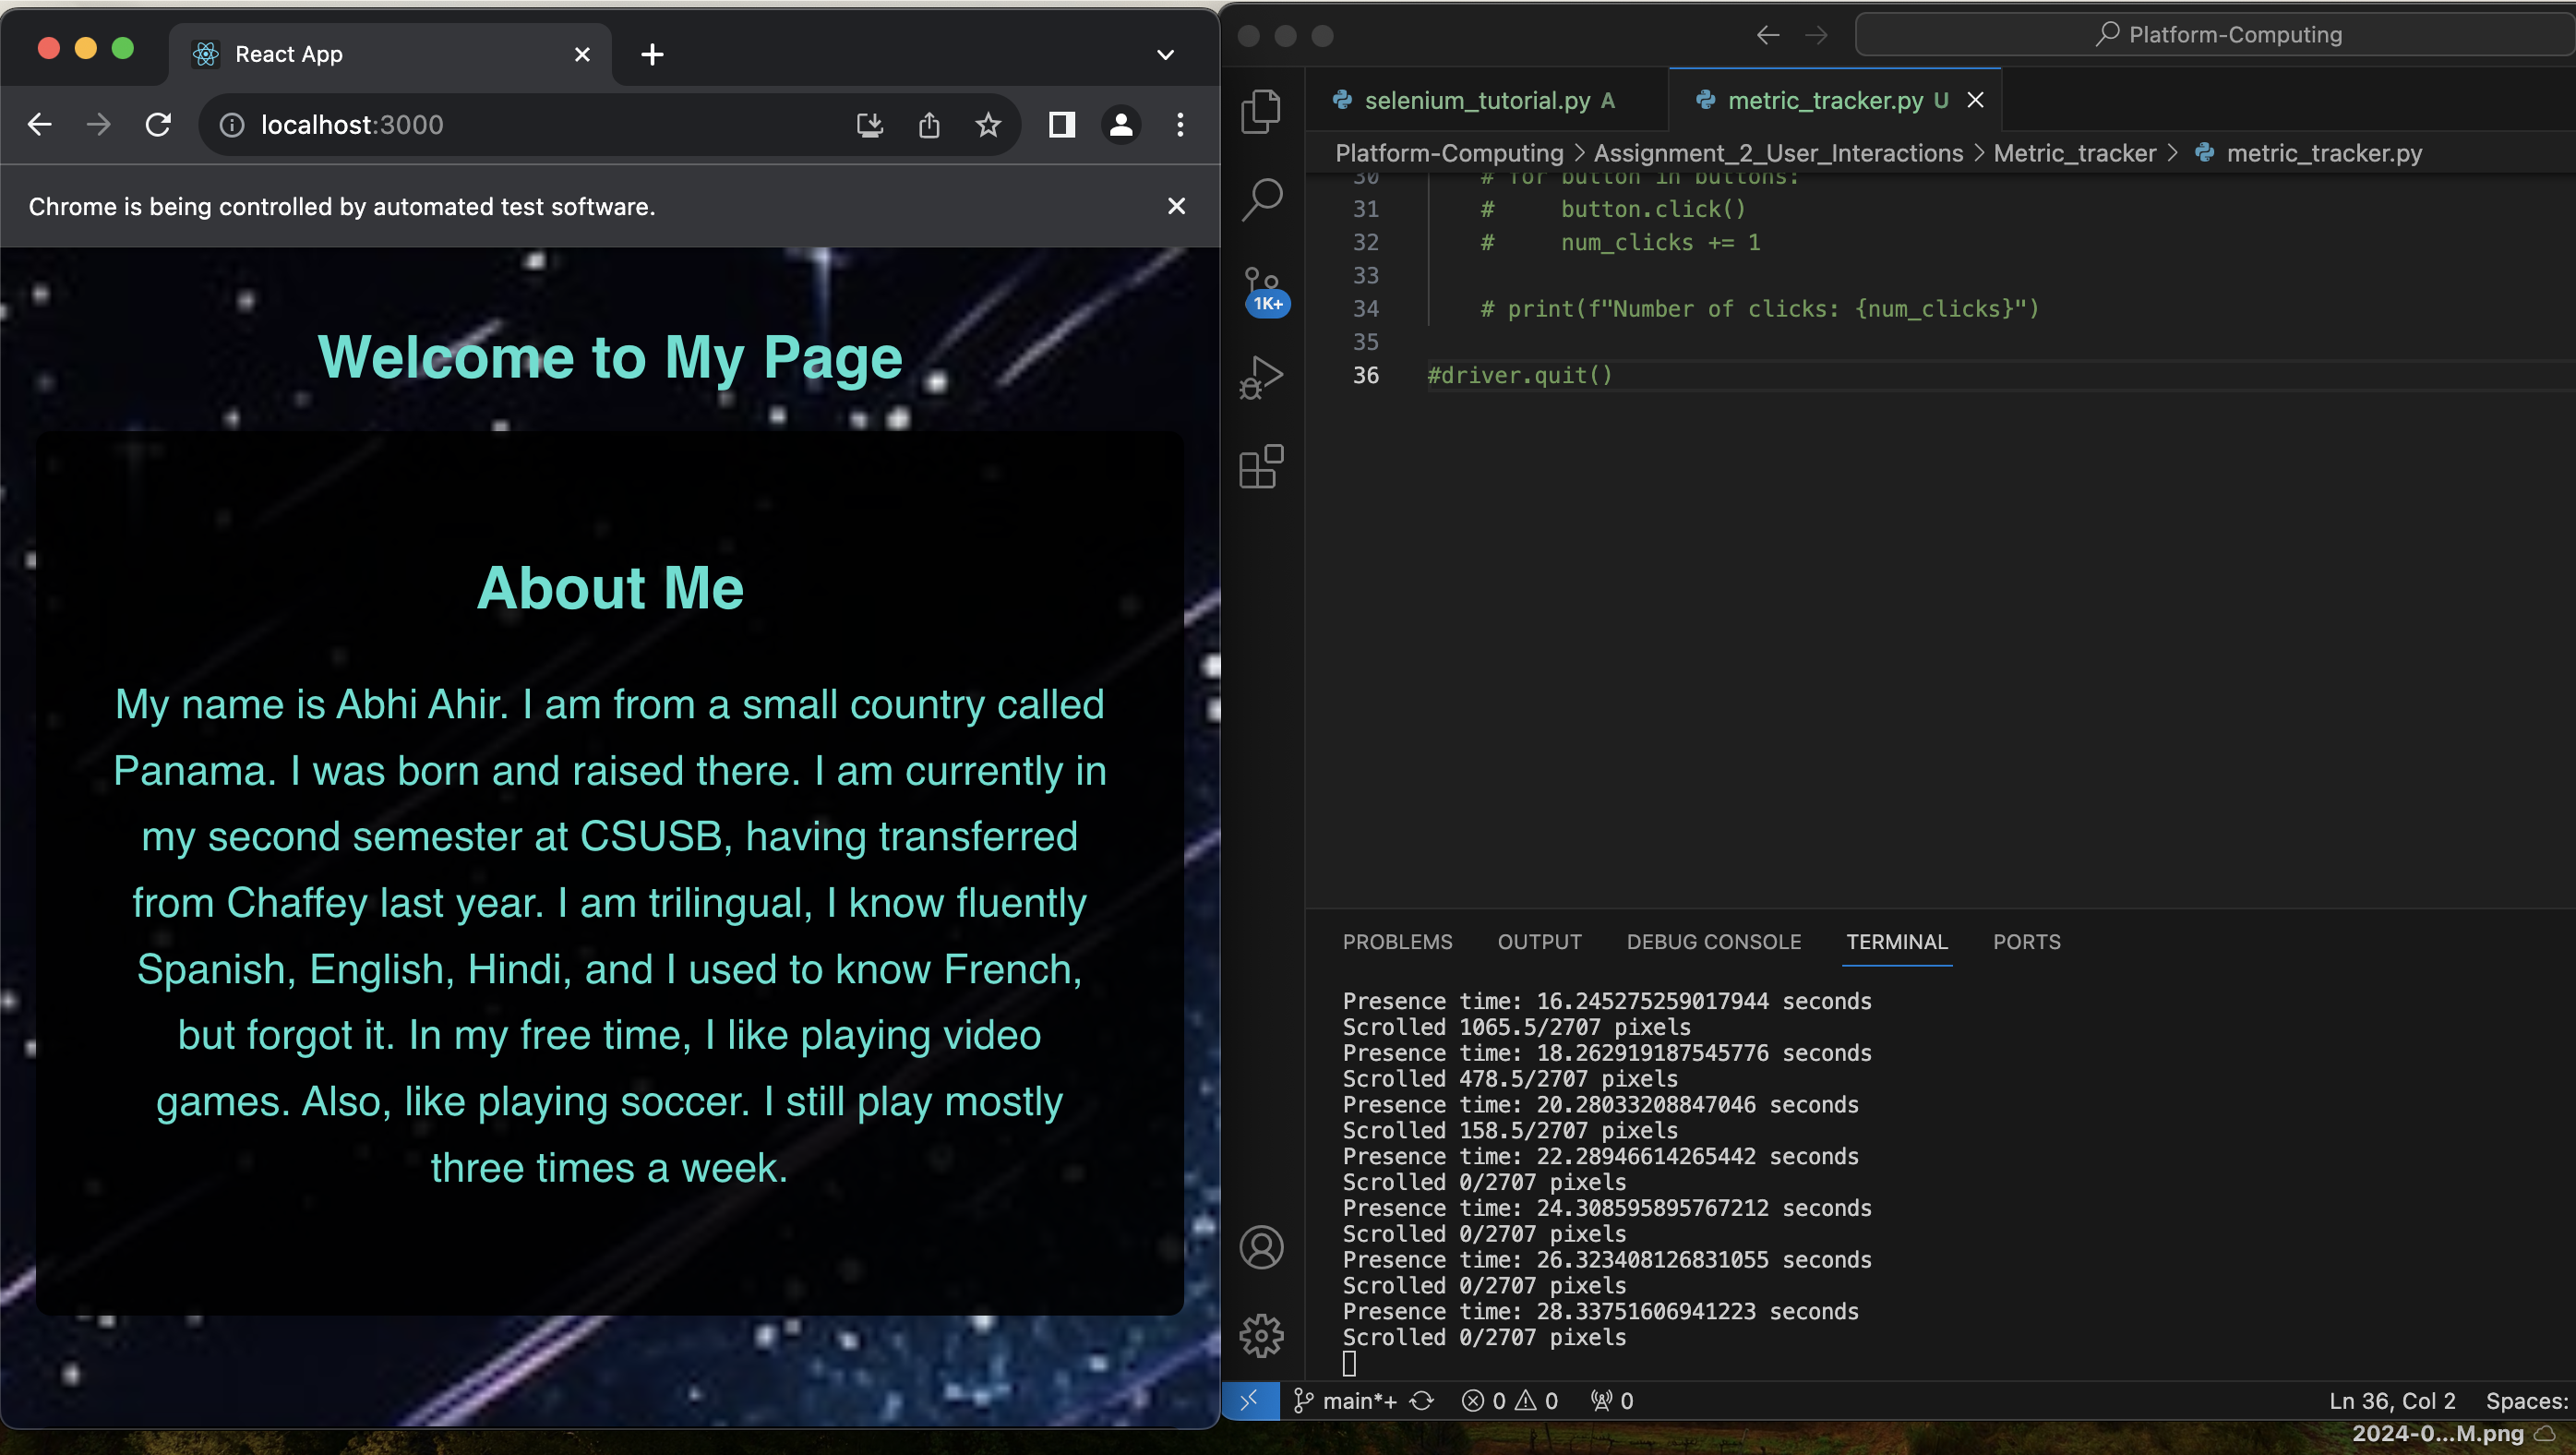 React App
localhost:3000
Chrome is being controlled by automated test software.
Welcome to My Page
About Me
My name is Abhi Ahir. I am from a small country called
Panama. I was born and raised there. I am currently in
my second semester at CSUSB, having transferred
from Chaffey last year. I am trilingual, I know fluently
Spanish, English, Hindi, and I used to know French,
but forgot it. In my free time, I like playing video
games. Also, like playing soccer. I still play mostly
three times a week.
Platform-Computing
selenium_tutorial.py A
metric_tracker.py U
Platform-Computing > Assignment_2_User_Interactions > Metric_tracker > metric_tracker.py
1K+
30 # for button in buttons:
31 # button.click()
32 # num_clicks += 1
33
34 # print(f"Number of clicks: {num_clicks}")
35
36 #driver.quit()
PROBLEMS OUTPUT DEBUG CONSOLE TERMINAL PORTS
Presence time: 16.245275259017944 seconds
Scrolled 1065.5/2707 pixels
Presence time: 18.262919187545776 seconds
Scrolled 478.5/2707 pixels
Presence time: 20.28033208847046 seconds
Scrolled 158.5/2707 pixels
Presence time: 22.28946614265442 seconds
Scrolled 0/2707 pixels
Presence time: 24.308595895767212 seconds
Scrolled 0/2707 pixels
Presence time: 26.323408126831055 seconds
Scrolled 0/2707 pixels
Presence time: 28.33751606941223 seconds
Scrolled 0/2707 pixels
main*+ 0 0 0 Ln 36, Col 2 Spaces:
2024-0...M.png